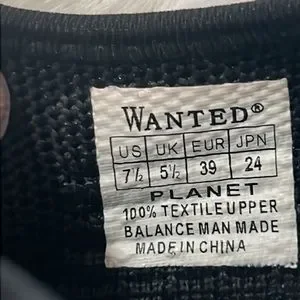 WANTED®
US UK EUR JPN
7½ 5½ 39 24
PLANET
100% TEXTILE UPPER
BALANCE MAN MADE
MADE IN CHINA